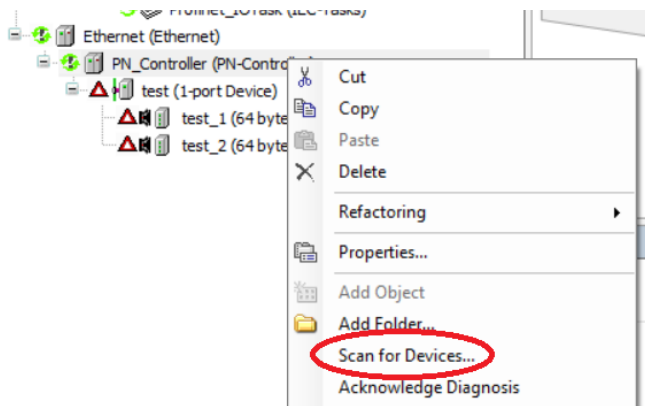 Profinet_IOTask (IEC-Tasks)
Ethernet (Ethernet)
PN_Controller (PN-Contro
test (1-port Device)
test_1 (64 byte
test_2 (64 byte
Cut
Copy
Paste
Delete
Refactoring
Properties...
Add Object
Add Folder...
Scan for Devices...
Acknowledge Diagnosis